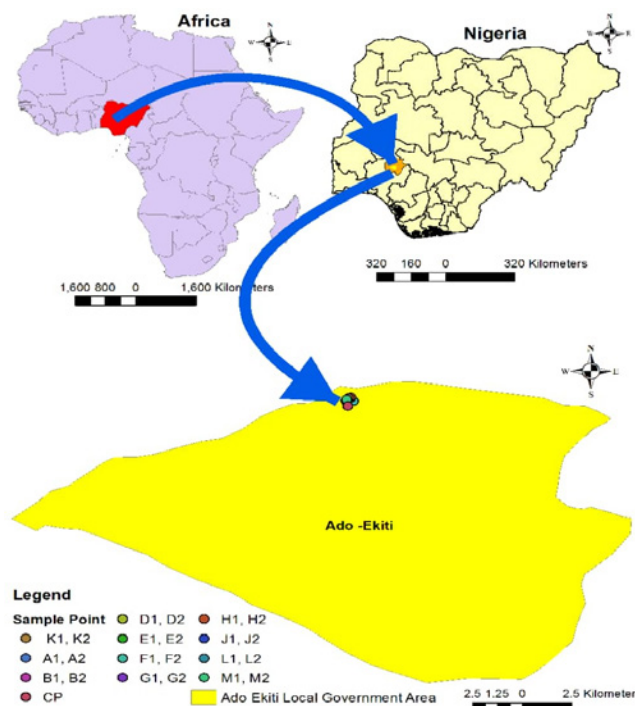 Africa
N
W E
S
1,600 800 0 1,600 Kilometers
Nigeria
N
W E
S
320 160 0 320 Kilometers
N
W E
S
Ado -Ekiti
Legend
Sample Point
K1, K2
A1, A2
B1, B2
CP
D1, D2
E1, E2
F1, F2
G1, G2
H1, H2
J1, J2
L1, L2
M1, M2
Ado Ekiti Local Government Area
2.5 1.25 0 2.5 Kilometer